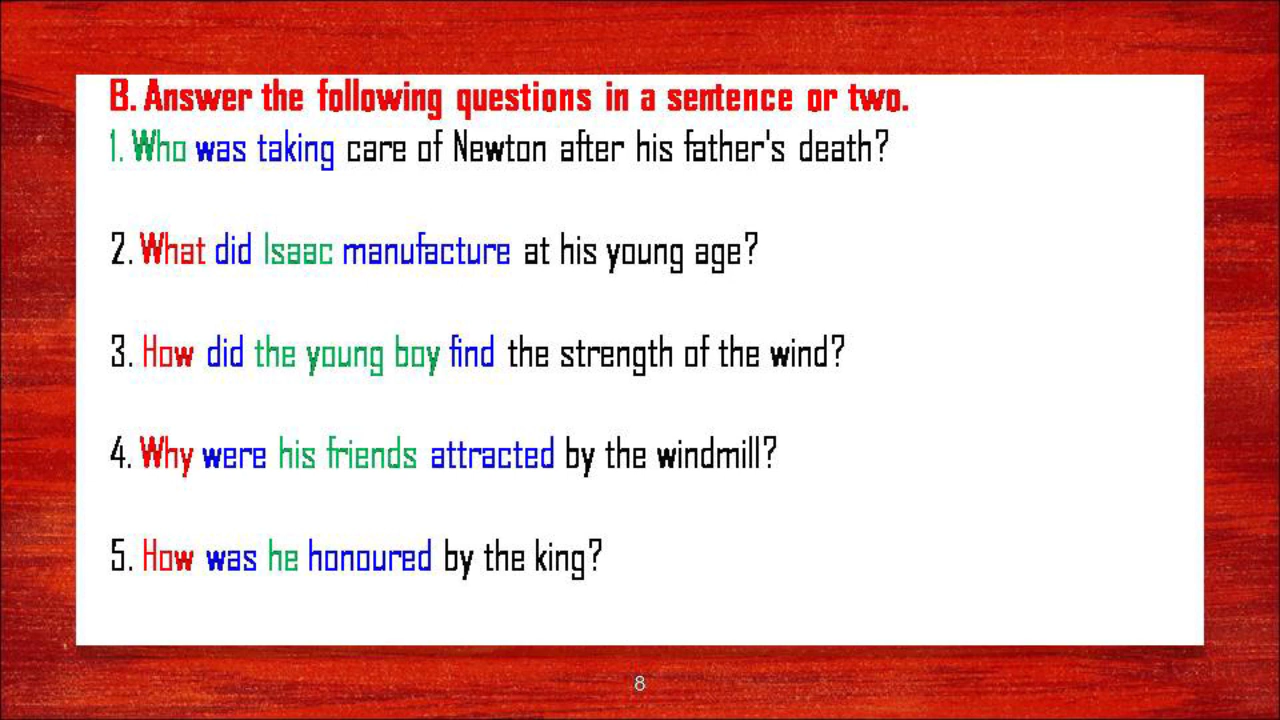 B. Answer the following questions in a sentence or two.
1. Who was taking care of Newton after his father's death?
2. What did Isaac manufacture at his young age?
3. How did the young boy find the strength of the wind?
4. Why were his friends attracted by the windmill?
5. How was he honoured by the king?
8